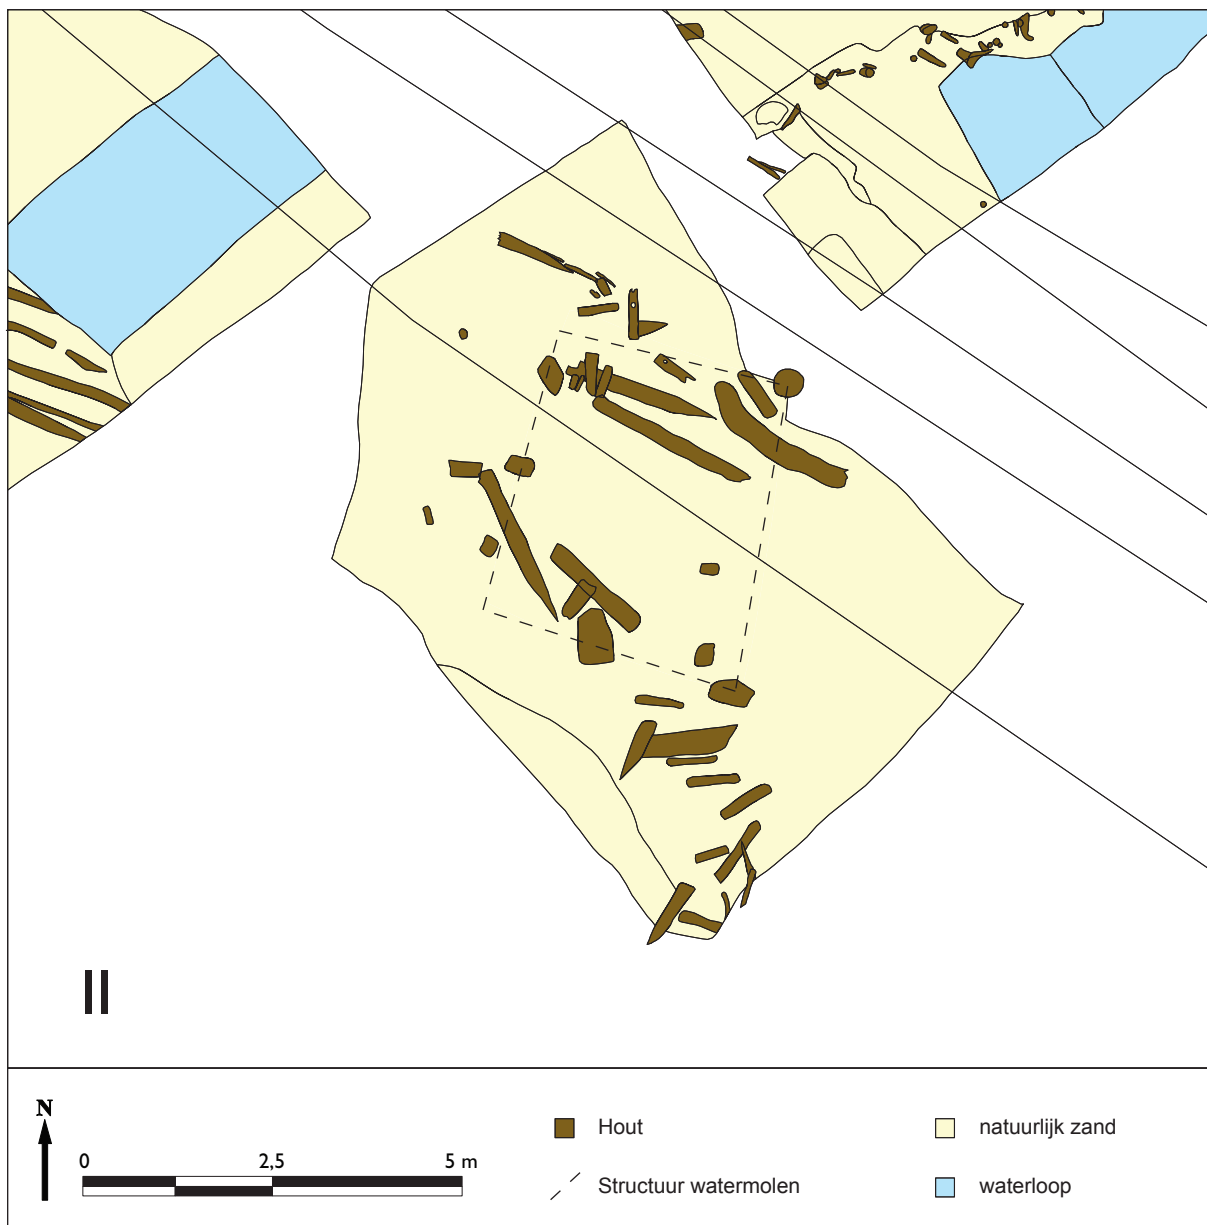 II
N
0 2,5 5 m
Hout
Structuur watermolen
natuurlijk zand
waterloop